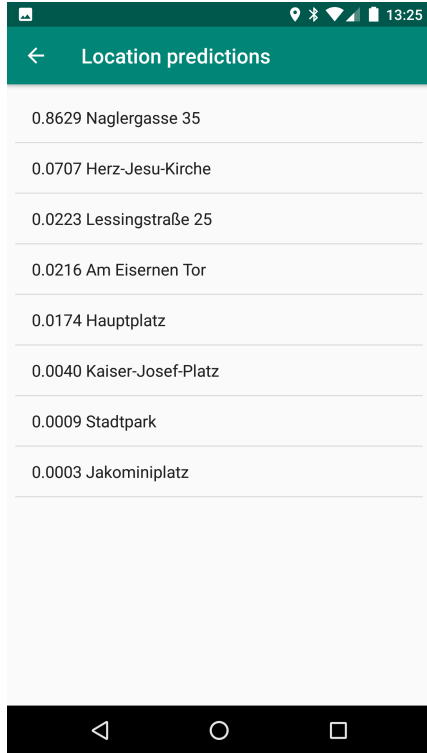 13:25
Location predictions
0.8629 Naglergasse 35
0.0707 Herz-Jesu-Kirche
0.0223 Lessingstraße 25
0.0216 Am Eisernen Tor
0.0174 Hauptplatz
0.0040 Kaiser-Josef-Platz
0.0009 Stadtpark
0.0003 Jakominiplatz